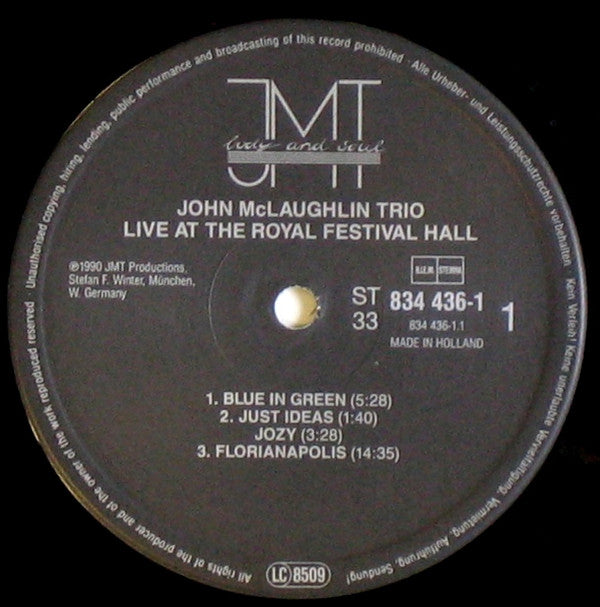 JMT
body and soul
JOHN McLAUGHLIN TRIO
LIVE AT THE ROYAL FESTIVAL HALL
℗1990 JMT Productions,
Stefan F. Winter, München,
W. Germany
B.I.E.M. STEMRA
ST 834 436-1 1
33 834 436-1.1
MADE IN HOLLAND
1. BLUE IN GREEN (5:28)
2. JUST IDEAS (1:40)
JOZY (3:28)
3. FLORIANAPOLIS (14:35)
LC 8509
All rights of the producer and of the owner of the work reproduced reserved · Unauthorised copying, hiring, lending, public performance and broadcasting of this record prohibited · Alle Urheber- und Leistungsschutzrechte vorbehalten · Kein Verleih! Keine unerlaubte Vervielfältigung, Vermietung, Aufführung, Sendung!